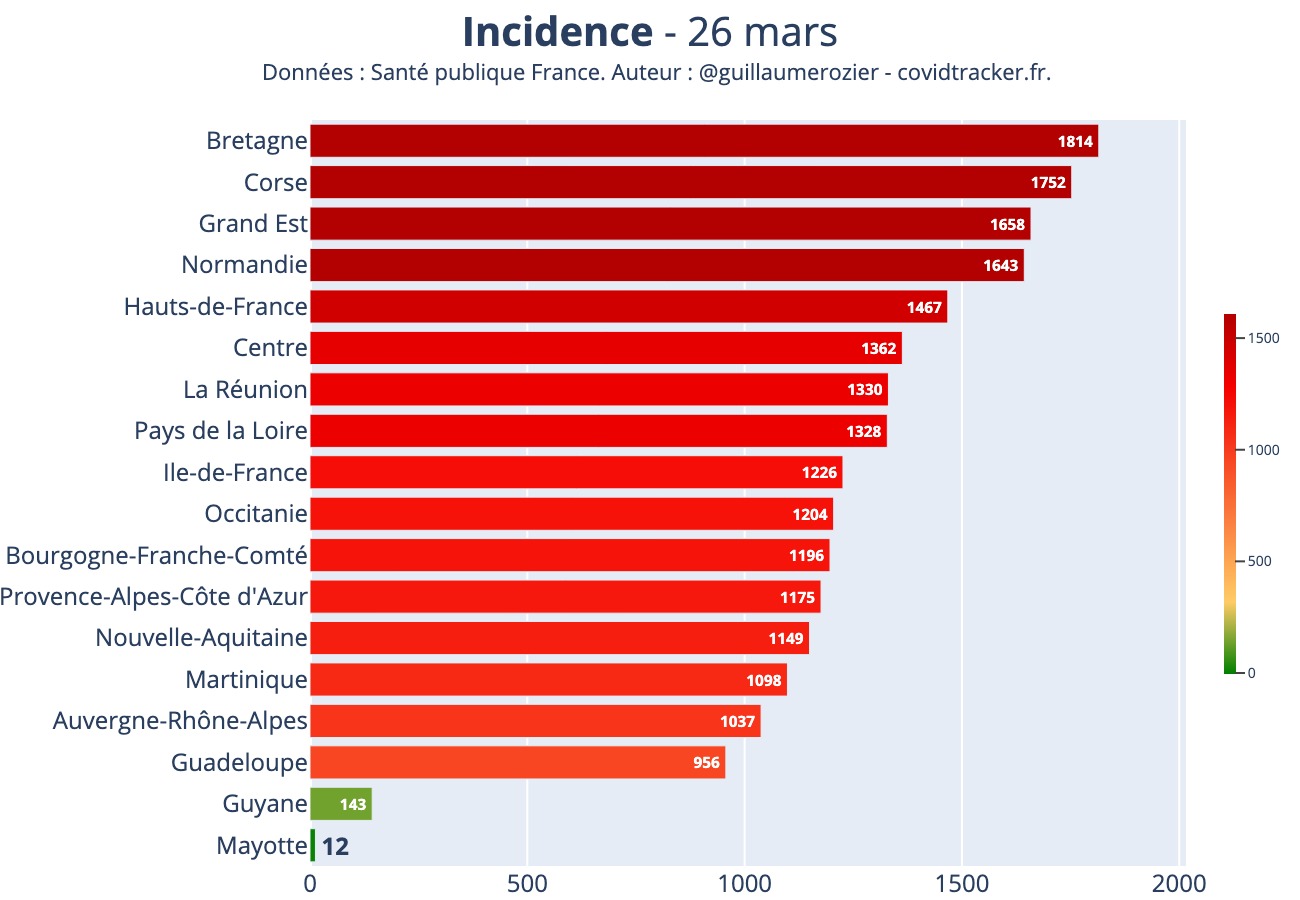 Incidence - 26 mars
Données : Santé publique France. Auteur : @guillaumerozier - covidtracker.fr.
Bretagne 1814
Corse 1752
Grand Est 1658
Normandie 1643
Hauts-de-France 1467
Centre 1362
La Réunion 1330
Pays de la Loire 1328
Ile-de-France 1226
Occitanie 1204
Bourgogne-Franche-Comté 1196
Provence-Alpes-Côte d'Azur 1175
Nouvelle-Aquitaine 1149
Martinique 1098
Auvergne-Rhône-Alpes 1037
Guadeloupe 956
Guyane 143
Mayotte 12
0 500 1000 1500 2000
1500
1000
500
0